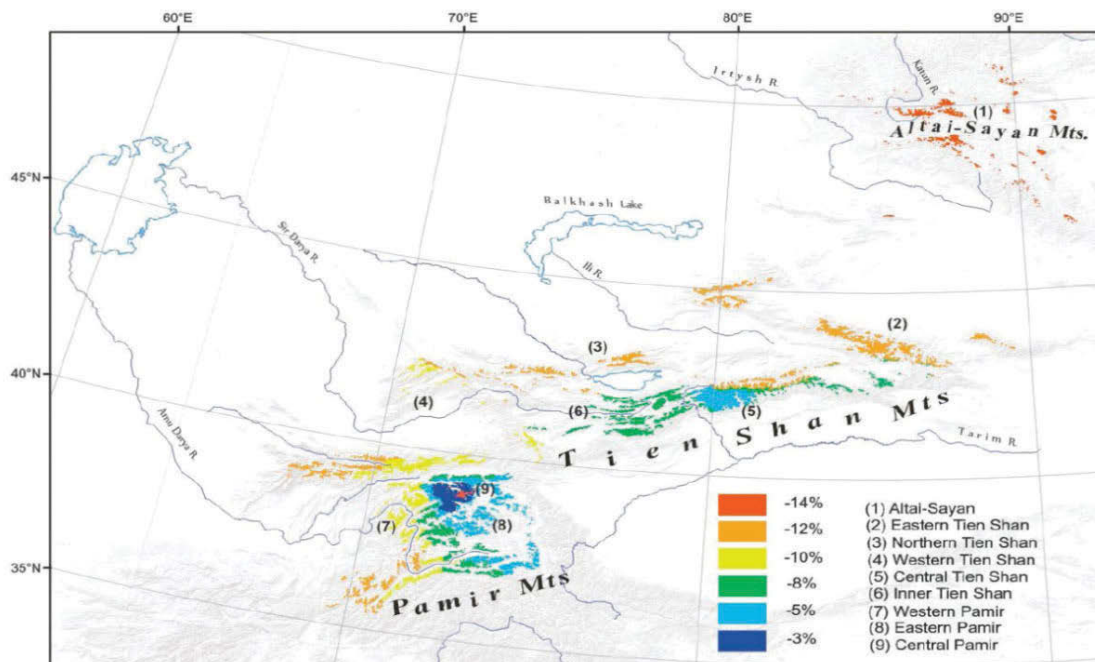 60°E 70°E 80°E 90°E
Irtysh R.
Katun R.
(1)
Altai-Sayan Mts.
45°N
Balkhash Lake
Sir Darya R.
Ili R.
(2)
(3)
40°N
(4)
(6)
(5)
Tien Shan Mts
Amu Darya R.
Tarim R.
(9)
(7)
(8)
35°N
Pamir Mts
-14%
-12%
-10%
-8%
-5%
-3%
(1) Altai-Sayan
(2) Eastern Tien Shan
(3) Northern Tien Shan
(4) Western Tien Shan
(5) Central Tien Shan
(6) Inner Tien Shan
(7) Western Pamir
(8) Eastern Pamir
(9) Central Pamir